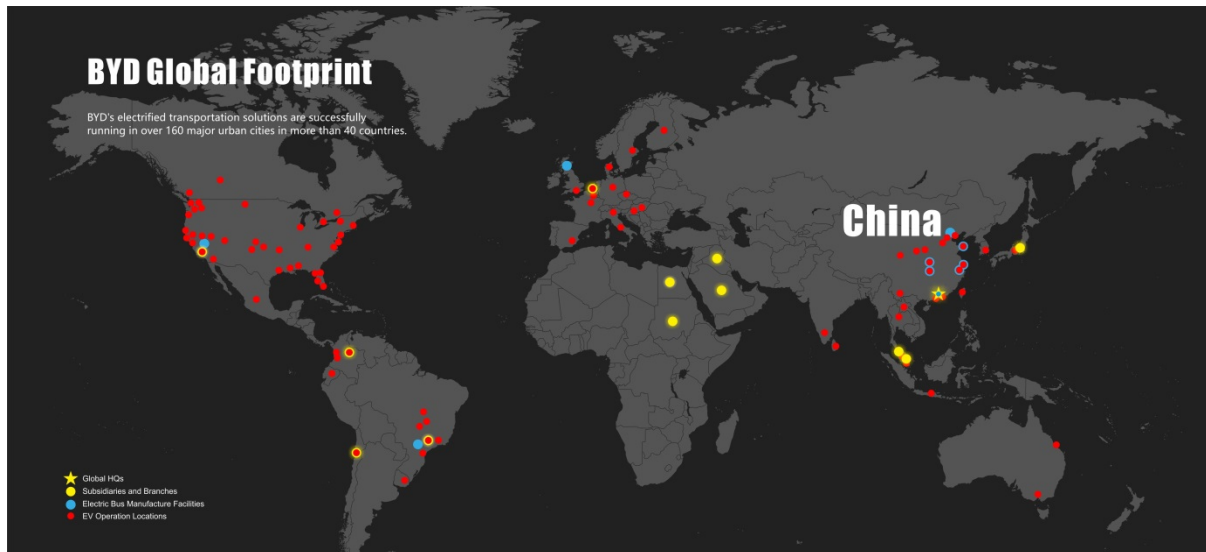 BYD Global Footprint
BYD's electrified transportation solutions are successfully
running in over 160 major urban cities in more than 40 countries.
China
Global HQs
Subsidiaries and Branches
Electric Bus Manufacture Facilities
EV Operation Locations